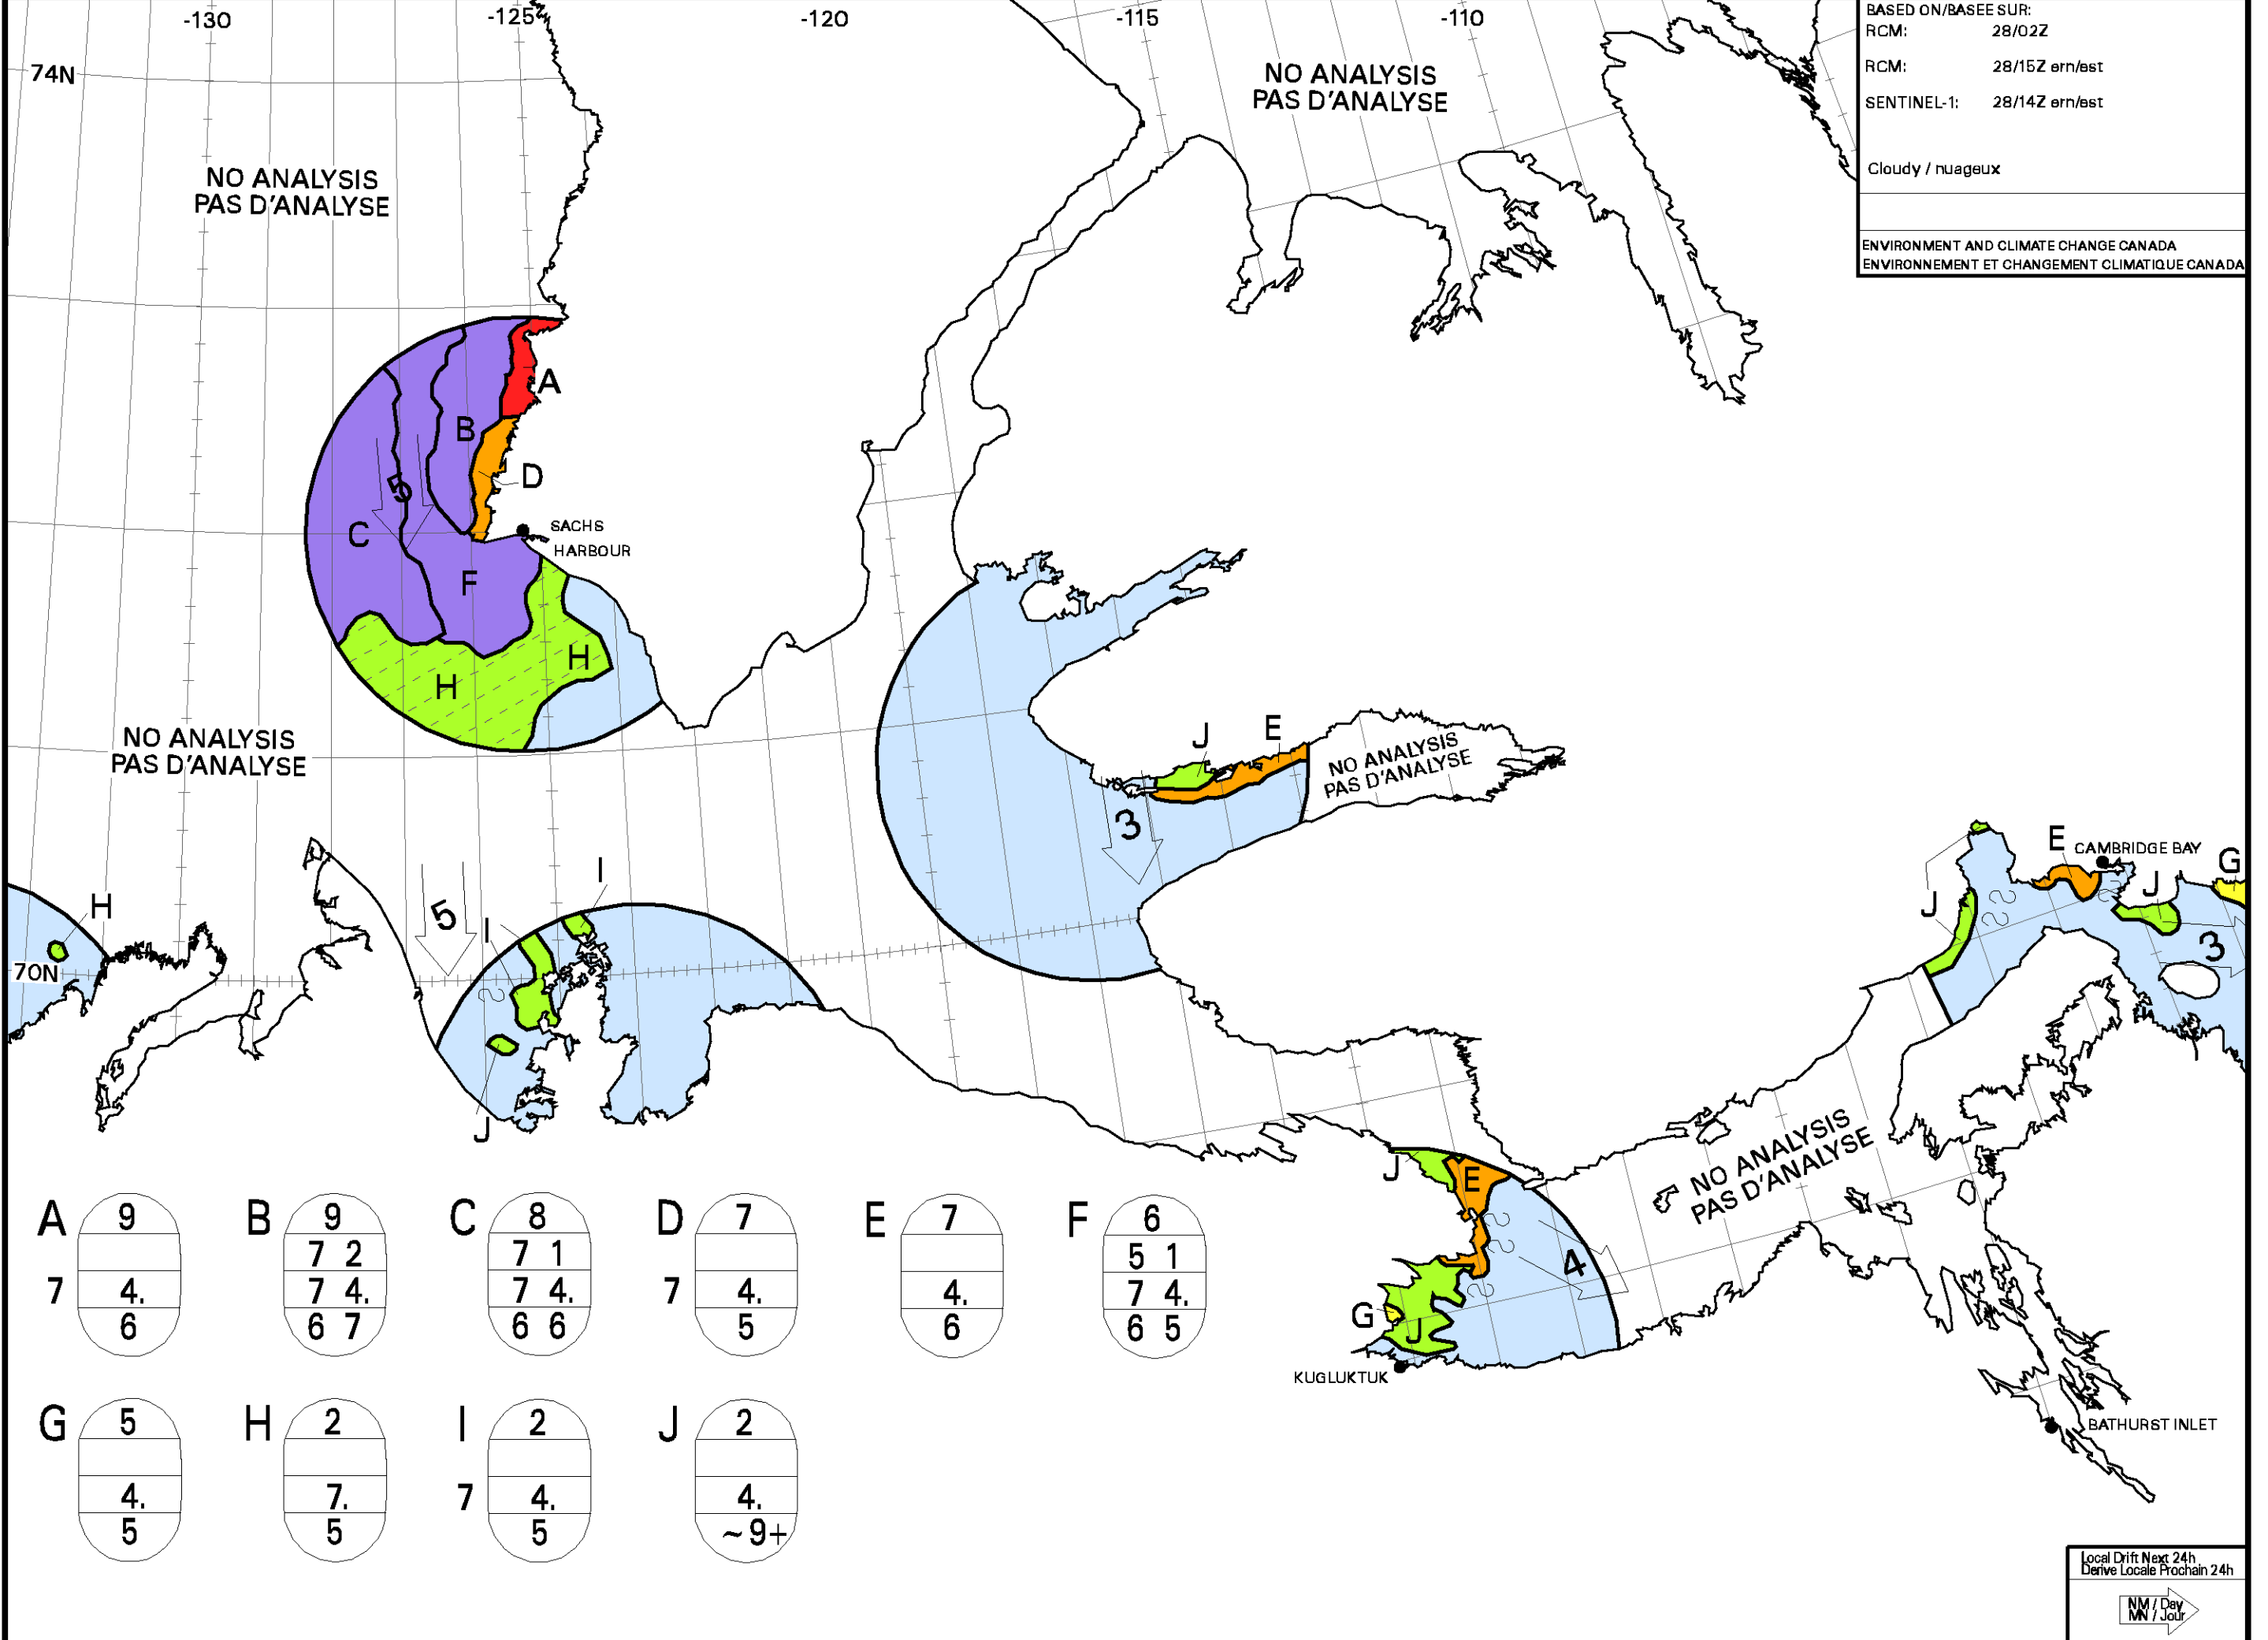 -130
-125
-120
-115
-110
BASED ON/BASEE SUR:
RCM: 28/02Z
RCM: 28/15Z ern/est
SENTINEL-1: 28/14Z ern/est
Cloudy / nuageux
ENVIRONMENT AND CLIMATE CHANGE CANADA
ENVIRONNEMENT ET CHANGEMENT CLIMATIQUE CANADA
74N
NO ANALYSIS
PAS D'ANALYSE
NO ANALYSIS
PAS D'ANALYSE
A
B
D
5
C
SACHS
HARBOUR
F
H
H
NO ANALYSIS
PAS D'ANALYSE
J
E
NO ANALYSIS
PAS D'ANALYSE
3
E
CAMBRIDGE BAY
G
J
J
3
H
I
I
5
70N
J
NO ANALYSIS
PAS D'ANALYSE
J
E
4
G
J
KUGLUKTUK
BATHURST INLET
A 9
7 4.
6
B 9
7 2
7 4.
6 7
C 8
7 1
7 4.
6 6
D 7
7 4.
5
E 7
4.
6
F 6
5 1
7 4.
6 5
G 5
4.
5
H 2
7.
5
I 2
7 4.
5
J 2
4.
~9+
Local Drift Next 24h
Derive Locale Prochain 24h
NM / Day
MN / Jour